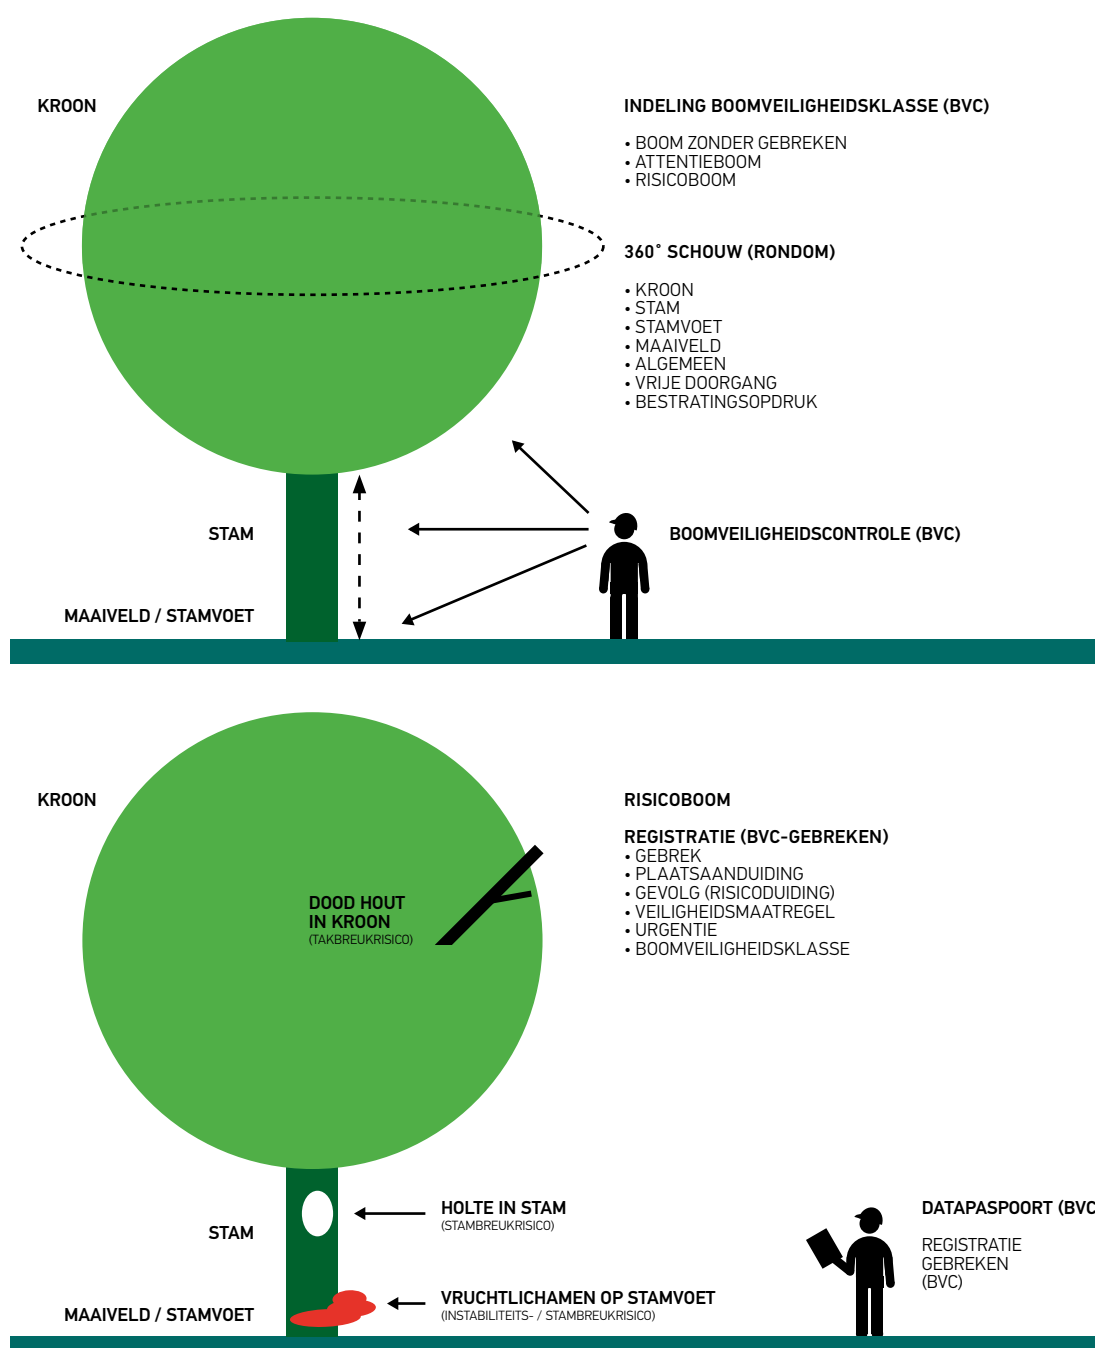 KROON
INDELING BOOMVEILIGHEIDSKLASSE (BVC)
• BOOM ZONDER GEBREKEN
• ATTENTIEBOOM
• RISICOBOOM
360° SCHOUW (RONDOM)
• KROON
• STAM
• STAMVOET
• MAAIVELD
• ALGEMEEN
• VRIJE DOORGANG
• BESTRATINGSOPDRUK
STAM
BOOMVEILIGHEIDSCONTROLE (BVC)
MAAIVELD / STAMVOET
KROON
RISICOBOOM
REGISTRATIE (BVC-GEBREKEN)
• GEBREK
• PLAATSAANDUIDING
• GEVOLG (RISICODUIDING)
• VEILIGHEIDSMAATREGEL
• URGENTIE
• BOOMVEILIGHEIDSKLASSE
DOOD HOUT
IN KROON
(TAKBREUKRISICO)
HOLTE IN STAM
(STAMBREUKRISICO)
STAM
DATAPASPOORT (BVC
REGISTRATIE
GEBREKEN
(BVC)
VRUCHTLICHAMEN OP STAMVOET
(INSTABILITEITS- / STAMBREUKRISICO)
MAAIVELD / STAMVOET